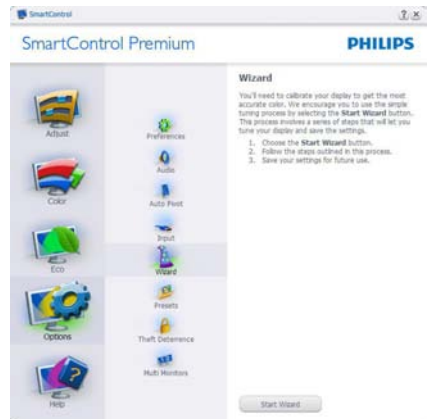 SmartControl
SmartControl Premium
PHILIPS
Adjust
Color
Eco
Options
Help
Preferences
Audio
Auto Pivot
Input
Wizard
Presets
Theft Deterrence
Multi Monitors
Wizard
You'll need to calibrate your display to get the most
accurate color. We encourage you to use the simple
tuning process by selecting the Start Wizard button.
This process involves a series of steps that will let you
tune your display and save the settings.
1. Choose the Start Wizard button.
2. Follow the steps outlined in this process.
3. Save your settings for future use.
Start Wizard